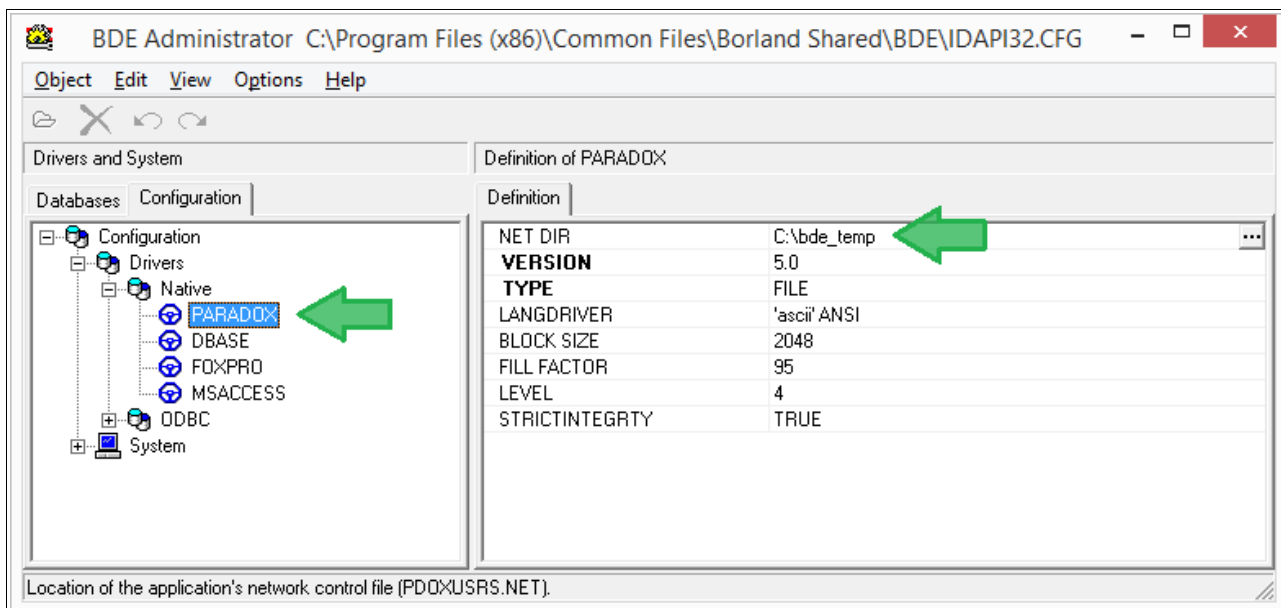 BDE Administrator C:\Program Files (x86)\Common Files\Borland Shared\BDE\IDAPI32.CFG
Object Edit View Options Help
Drivers and System
Definition of PARADOX
Databases Configuration
Definition
Configuration
Drivers
Native
PARADOX
DBASE
FOXPRO
MSACCESS
ODBC
System
NET DIR C:\bde_temp ...
VERSION 5.0
TYPE FILE
LANGDRIVER 'ascii' ANSI
BLOCK SIZE 2048
FILL FACTOR 95
LEVEL 4
STRICTINTEGRTY TRUE
Location of the application's network control file (PDOXUSRS.NET).